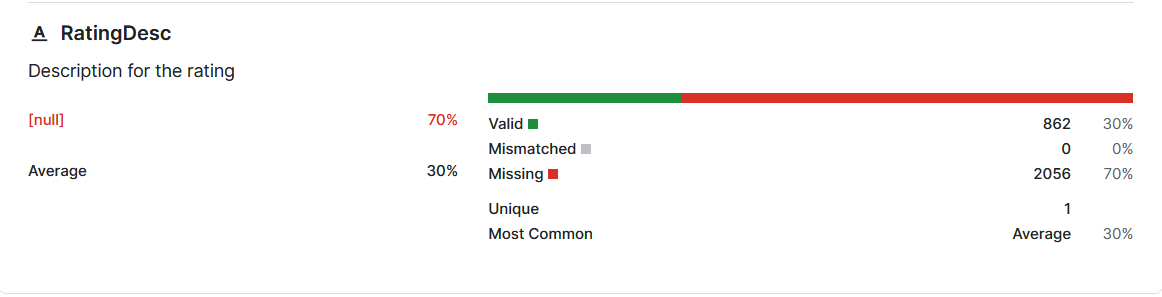 A RatingDesc
Description for the rating
[null] 70%
Average 30%
Valid 862 30%
Mismatched 0 0%
Missing 2056 70%
Unique 1
Most Common Average 30%